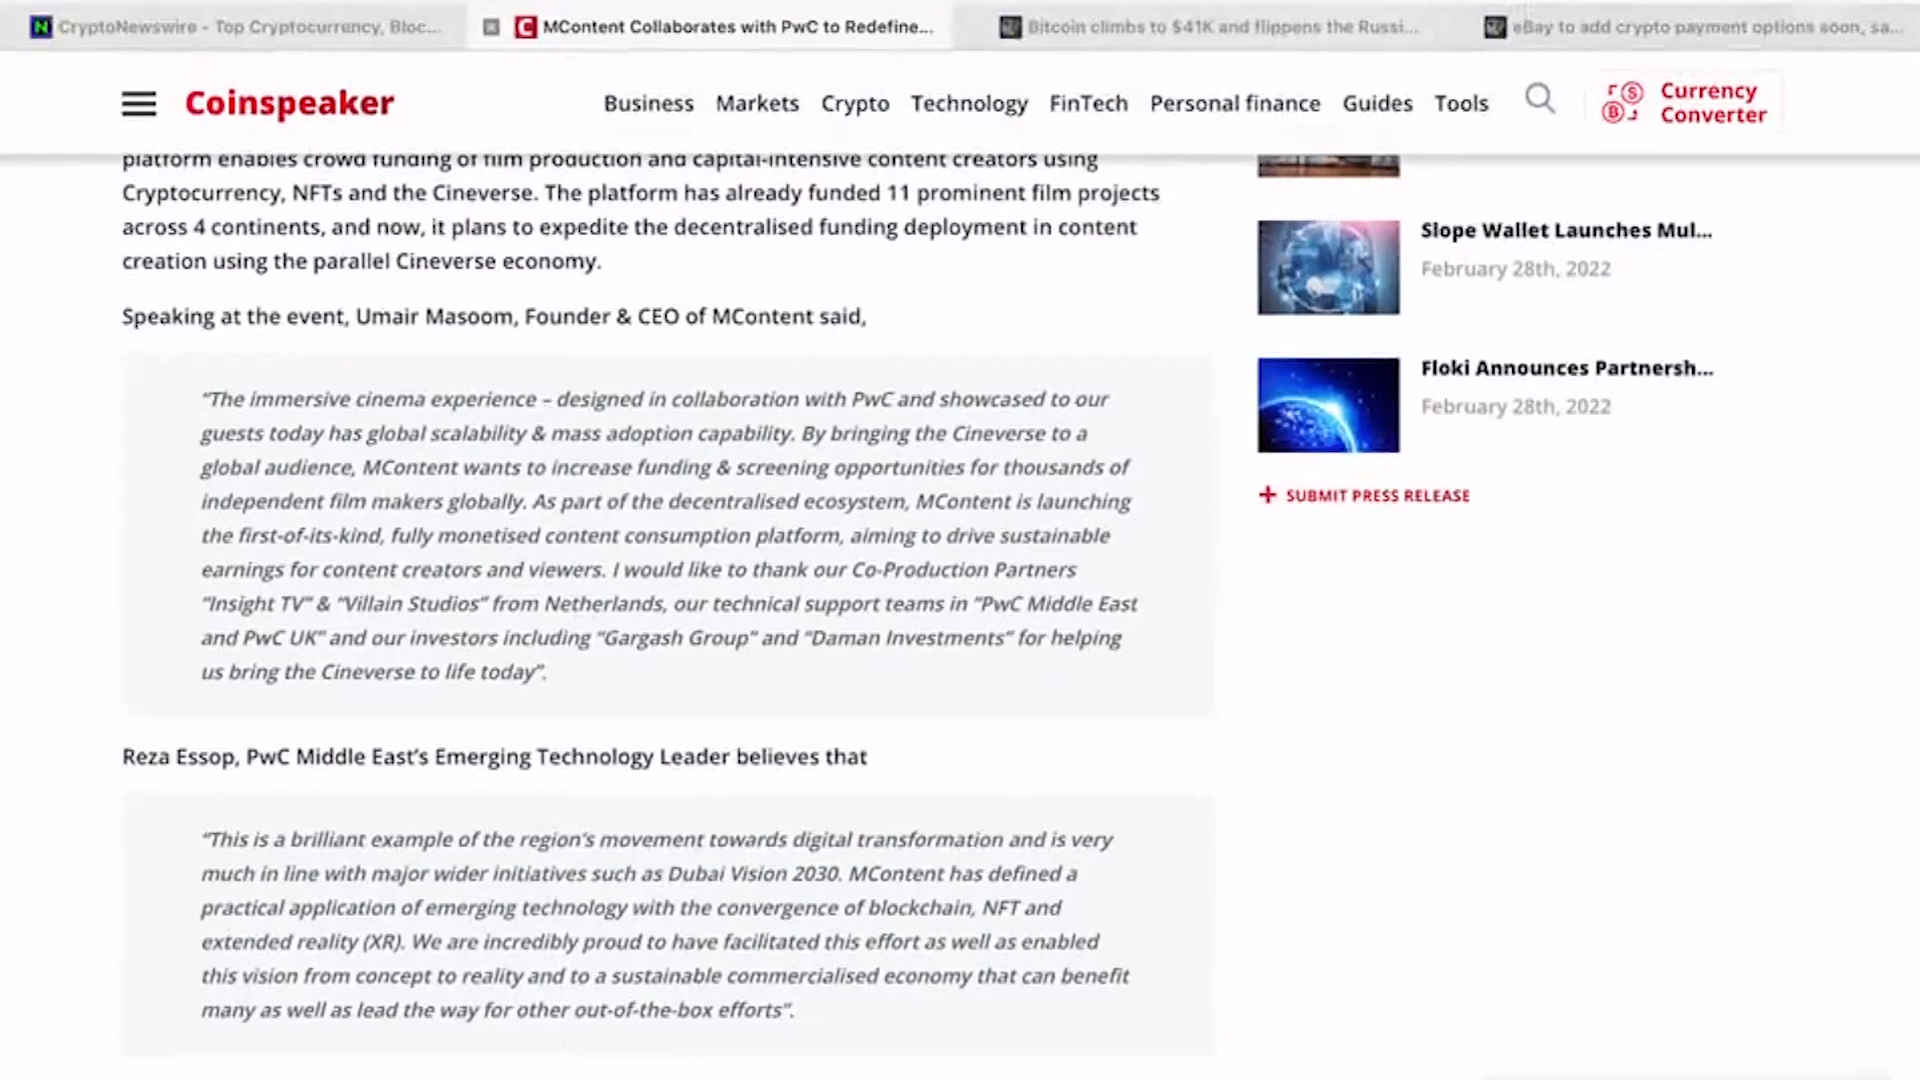 CryptoNewswire - Top Cryptocurrency, Bloc...
MContent Collaborates with PwC to Redefine...
Bitcoin climbs to $41K and flippens the Russi...
eBay to add crypto payment options soon, sa...
Coinspeaker
Business Markets Crypto Technology FinTech Personal finance Guides Tools
Currency
Converter
platform enables crowd funding of film production and capital-intensive content creators using
Cryptocurrency, NFTs and the Cineverse. The platform has already funded 11 prominent film projects
across 4 continents, and now, it plans to expedite the decentralised funding deployment in content
creation using the parallel Cineverse economy.
Speaking at the event, Umair Masoom, Founder & CEO of MContent said,
“The immersive cinema experience – designed in collaboration with PwC and showcased to our
guests today has global scalability & mass adoption capability. By bringing the Cineverse to a
global audience, MContent wants to increase funding & screening opportunities for thousands of
independent film makers globally. As part of the decentralised ecosystem, MContent is launching
the first-of-its-kind, fully monetised content consumption platform, aiming to drive sustainable
earnings for content creators and viewers. I would like to thank our Co-Production Partners
“Insight TV” & “Villain Studios” from Netherlands, our technical support teams in “PwC Middle East
and PwC UK” and our investors including “Gargash Group” and “Daman Investments” for helping
us bring the Cineverse to life today”.
Reza Essop, PwC Middle East’s Emerging Technology Leader believes that
“This is a brilliant example of the region’s movement towards digital transformation and is very
much in line with major wider initiatives such as Dubai Vision 2030. MContent has defined a
practical application of emerging technology with the convergence of blockchain, NFT and
extended reality (XR). We are incredibly proud to have facilitated this effort as well as enabled
this vision from concept to reality and to a sustainable commercialised economy that can benefit
many as well as lead the way for other out-of-the-box efforts”.
Slope Wallet Launches Mul...
February 28th, 2022
Floki Announces Partnersh...
February 28th, 2022
+ SUBMIT PRESS RELEASE